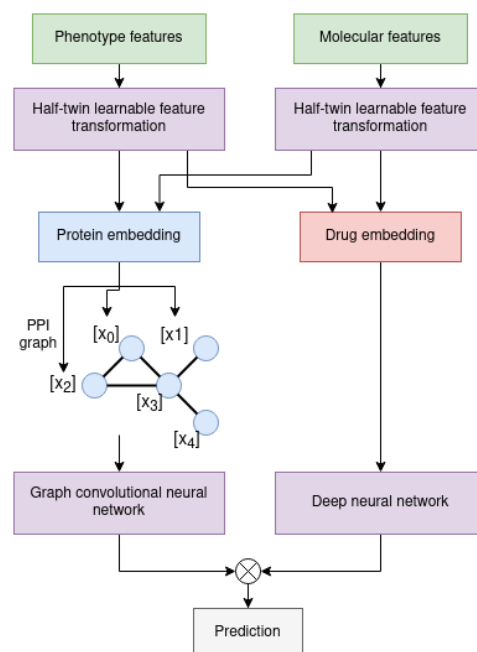 Phenotype features
Molecular features
Half-twin learnable feature
transformation
Half-twin learnable feature
transformation
Protein embedding
Drug embedding
PPI
graph
[x₀]
[x1]
[x₂]
[x₃]
[x₄]
Graph convolutional neural
network
Deep neural network
Prediction